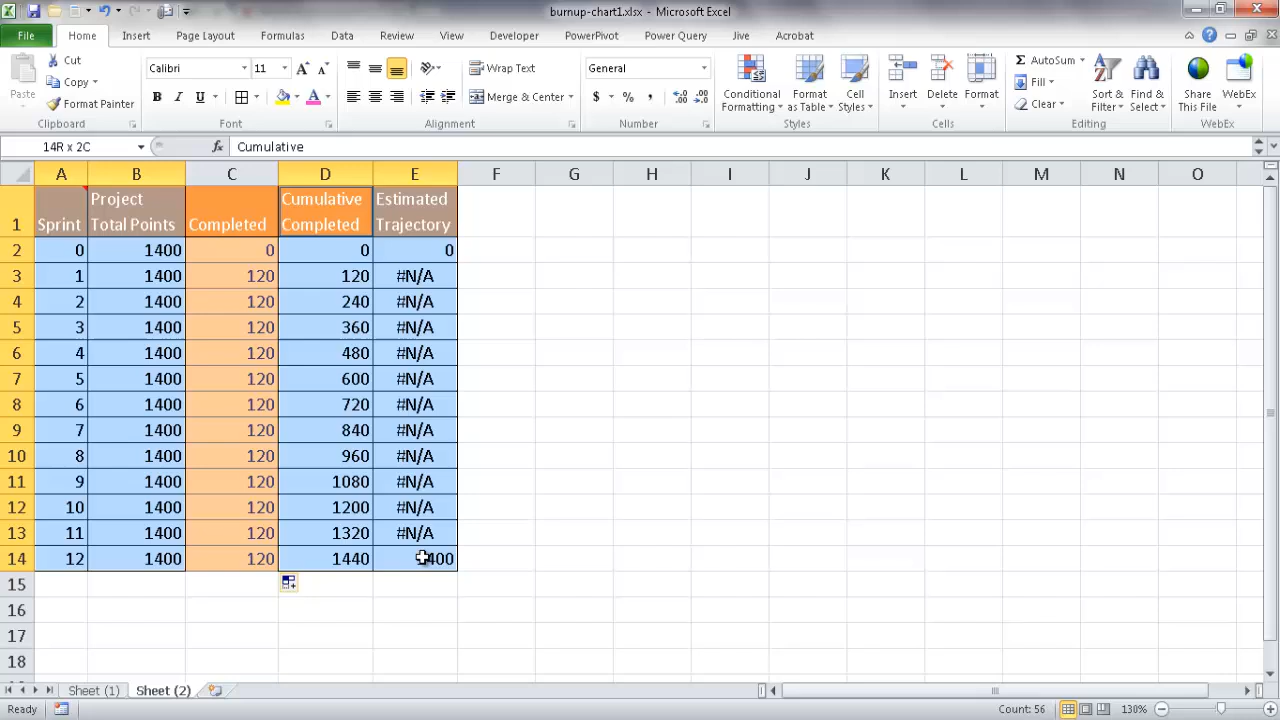 burnup-chart1.xlsx - Microsoft Excel
File Home Insert Page Layout Formulas Data Review View Developer PowerPivot Power Query Jive Acrobat
Paste
Cut
Copy
Format Painter
Clipboard
Calibri 11
B I U A
Font
Wrap Text
Merge & Center
Alignment
General
$ % ,
Number
Conditional Formatting
Format as Table
Cell Styles
Styles
Insert Delete Format
Cells
AutoSum
Fill
Clear
Sort & Filter
Find & Select
Editing
Share This File
WebEx
WebEx
14R x 2C fx Cumulative
A B C D E F G H I J K L M N O
1 Sprint Project Total Points Completed Cumulative Completed Estimated Trajectory
2 0 1400 0 0 0
3 1 1400 120 120 #N/A
4 2 1400 120 240 #N/A
5 3 1400 120 360 #N/A
6 4 1400 120 480 #N/A
7 5 1400 120 600 #N/A
8 6 1400 120 720 #N/A
9 7 1400 120 840 #N/A
10 8 1400 120 960 #N/A
11 9 1400 120 1080 #N/A
12 10 1400 120 1200 #N/A
13 11 1400 120 1320 #N/A
14 12 1400 120 1440 1400
15
16
17
18
Sheet (1) Sheet (2)
Ready Count: 56 130%